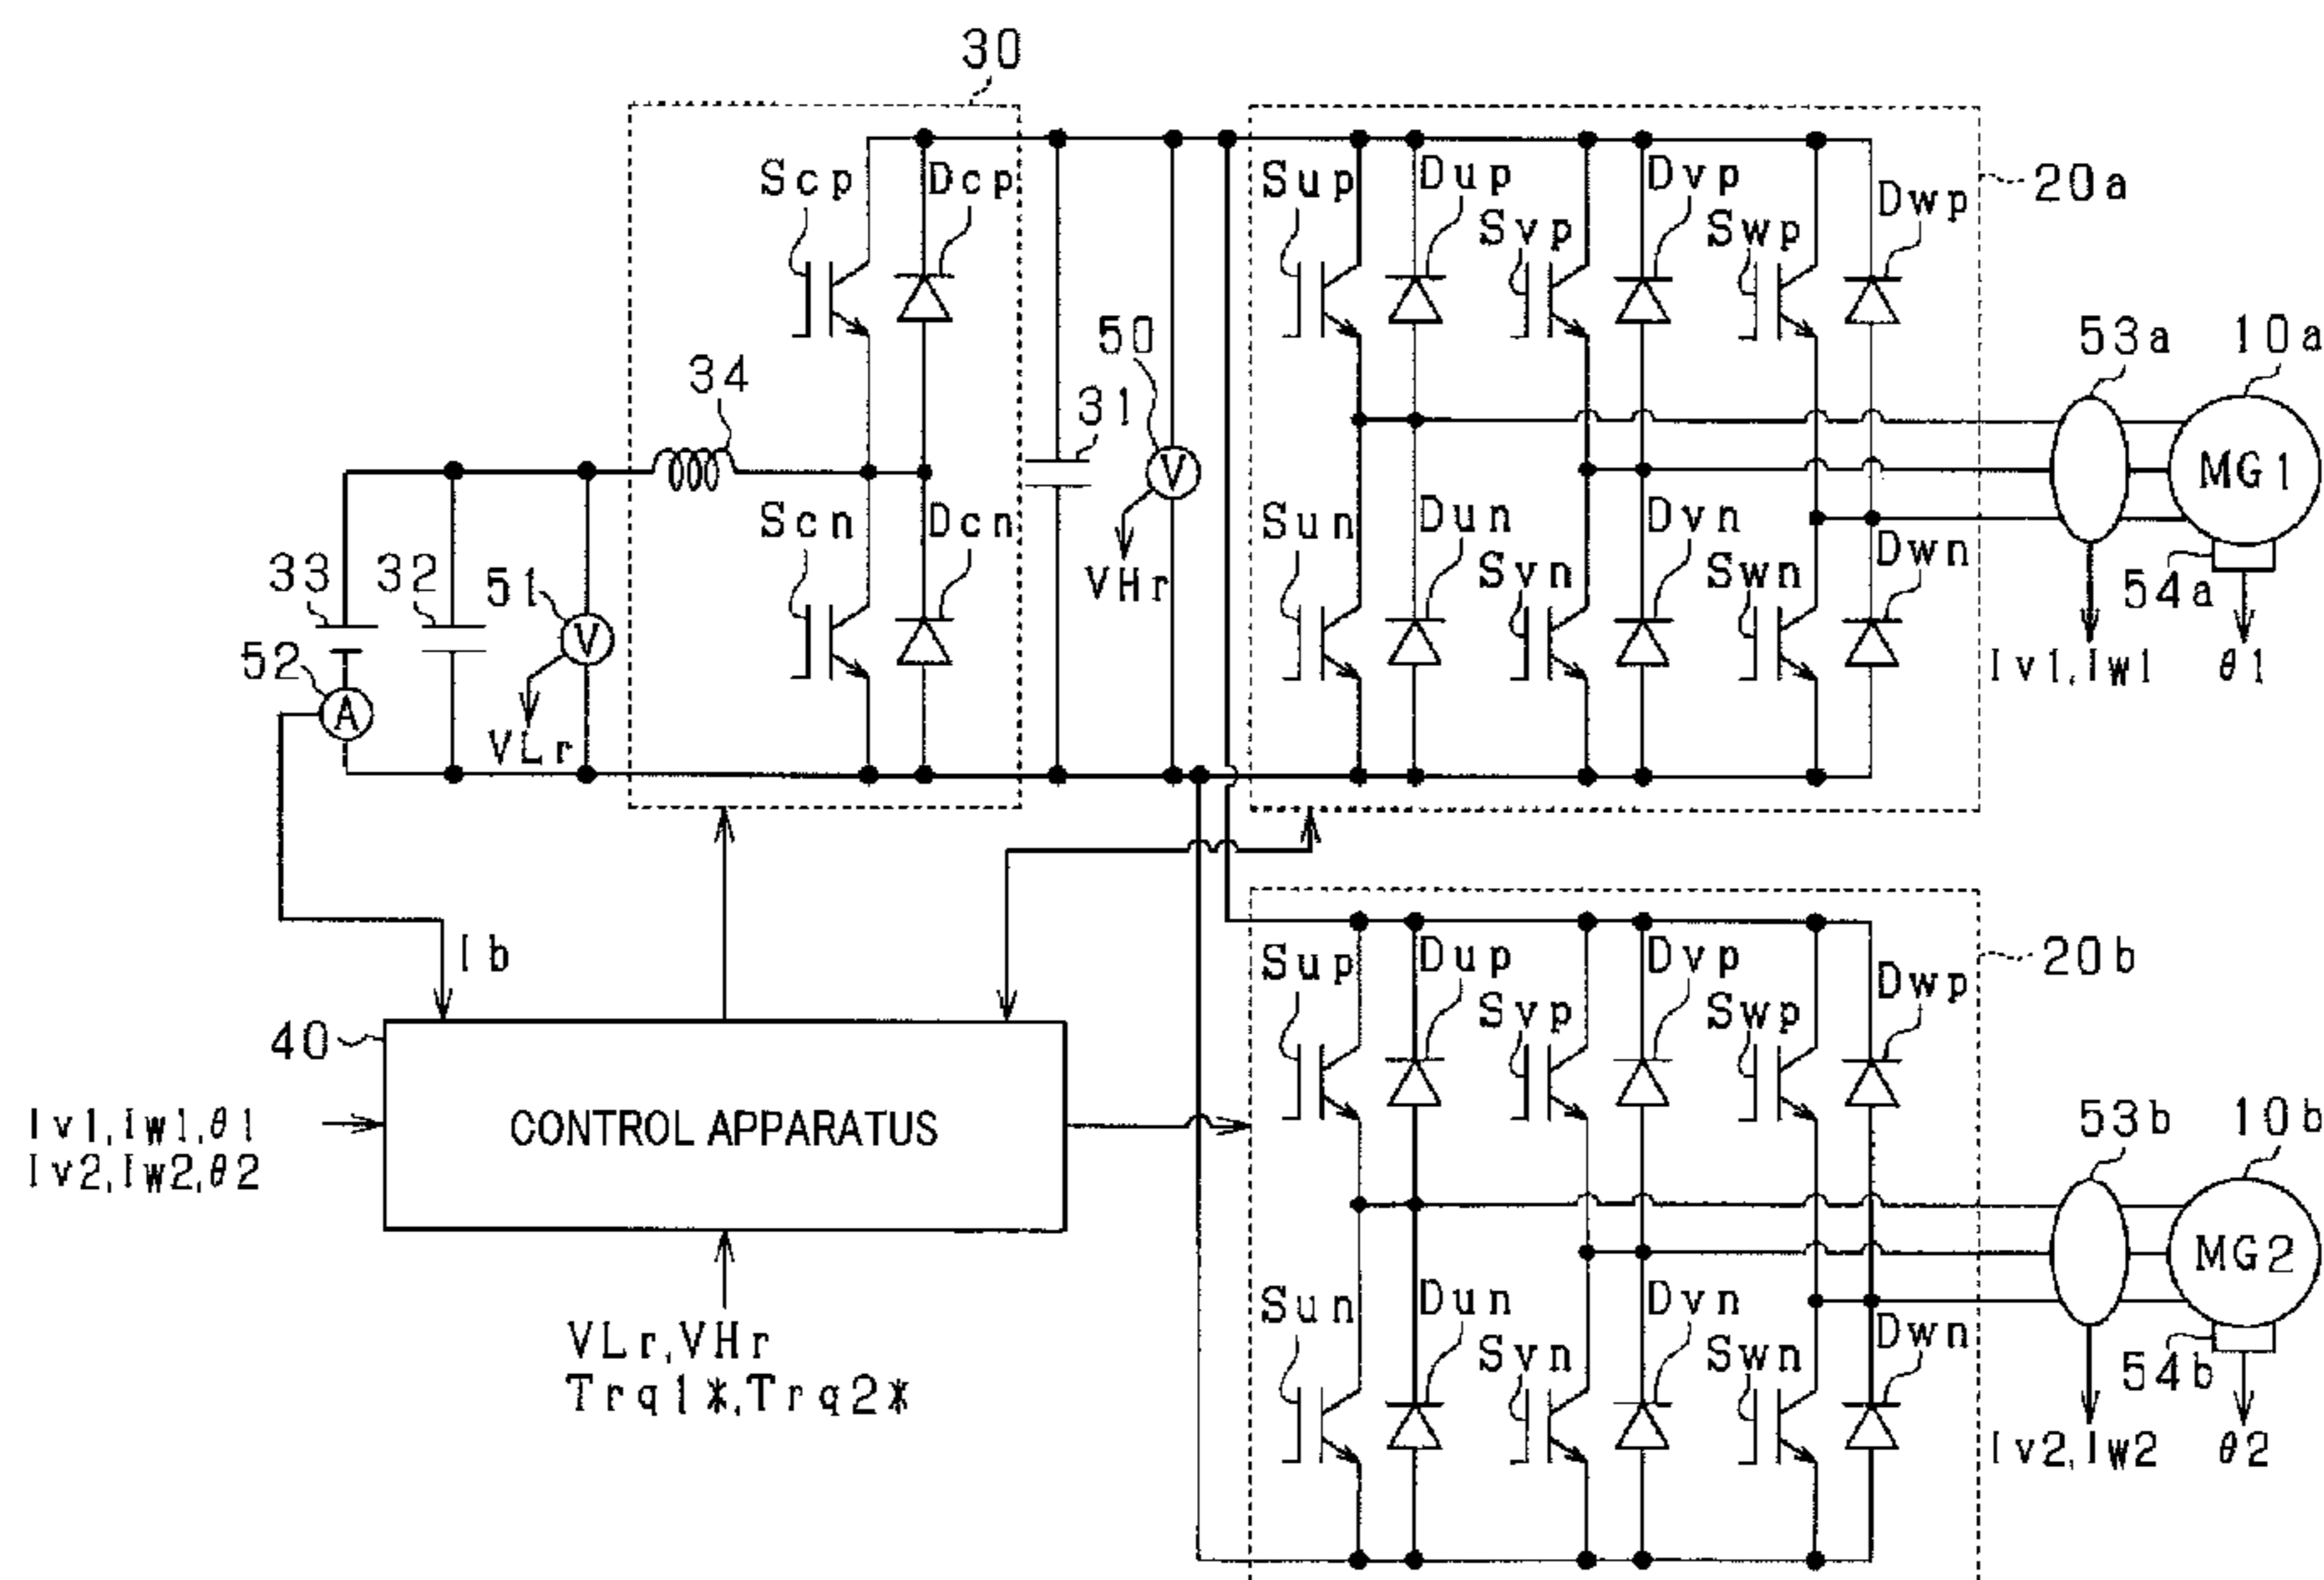 30
Scp
Dcp
Sup
Dup
Dvp
20a
Svp
Swp
Dwp
34
50
31
53a
10a
V
MG1
Scn
Dcn
Sun
Dun
Dvn
Svn
Swn
Dwn
VHr
33
32
51
V
52
A
VLr
54a
Iv1,Iw1
θ1
Ib
40
CONTROL APPARATUS
Iv1,Iw1,θ1
Iv2,Iw2,θ2
VLr,VHr
Trq1*,Trq2*
Sup
Dup
Dvp
20b
Svp
Swp
Dwp
53b
10b
MG2
Sun
Dun
Dvn
Svn
Swn
Dwn
54b
Iv2,Iw2
θ2